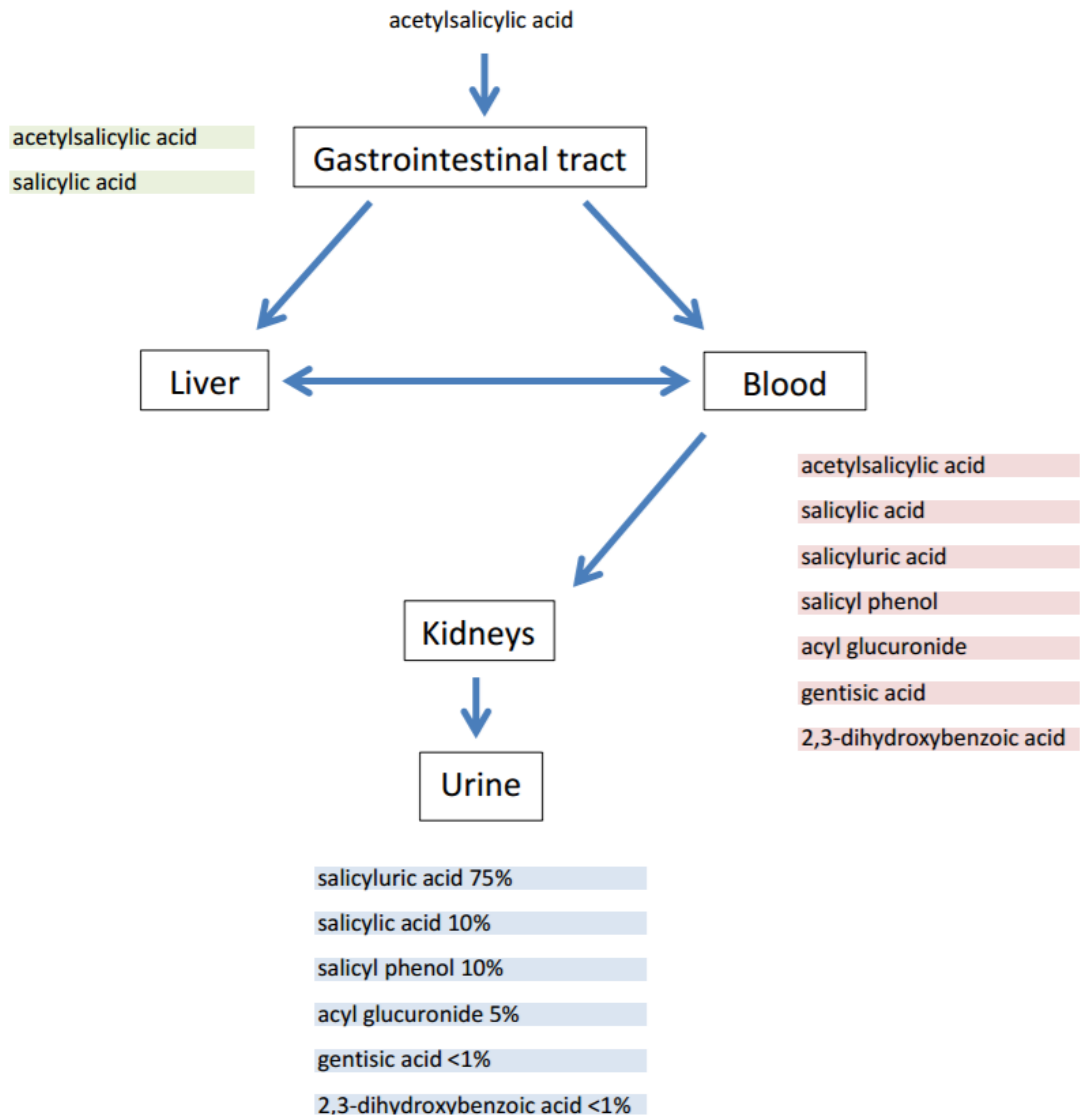 acetylsalicylic acid
acetylsalicylic acid
salicylic acid
Gastrointestinal tract
Liver
Blood
acetylsalicylic acid
salicylic acid
salicyluric acid
salicyl phenol
acyl glucuronide
gentisic acid
2,3-dihydroxybenzoic acid
Kidneys
Urine
salicyluric acid 75%
salicylic acid 10%
salicyl phenol 10%
acyl glucuronide 5%
gentisic acid <1%
2,3-dihydroxybenzoic acid <1%